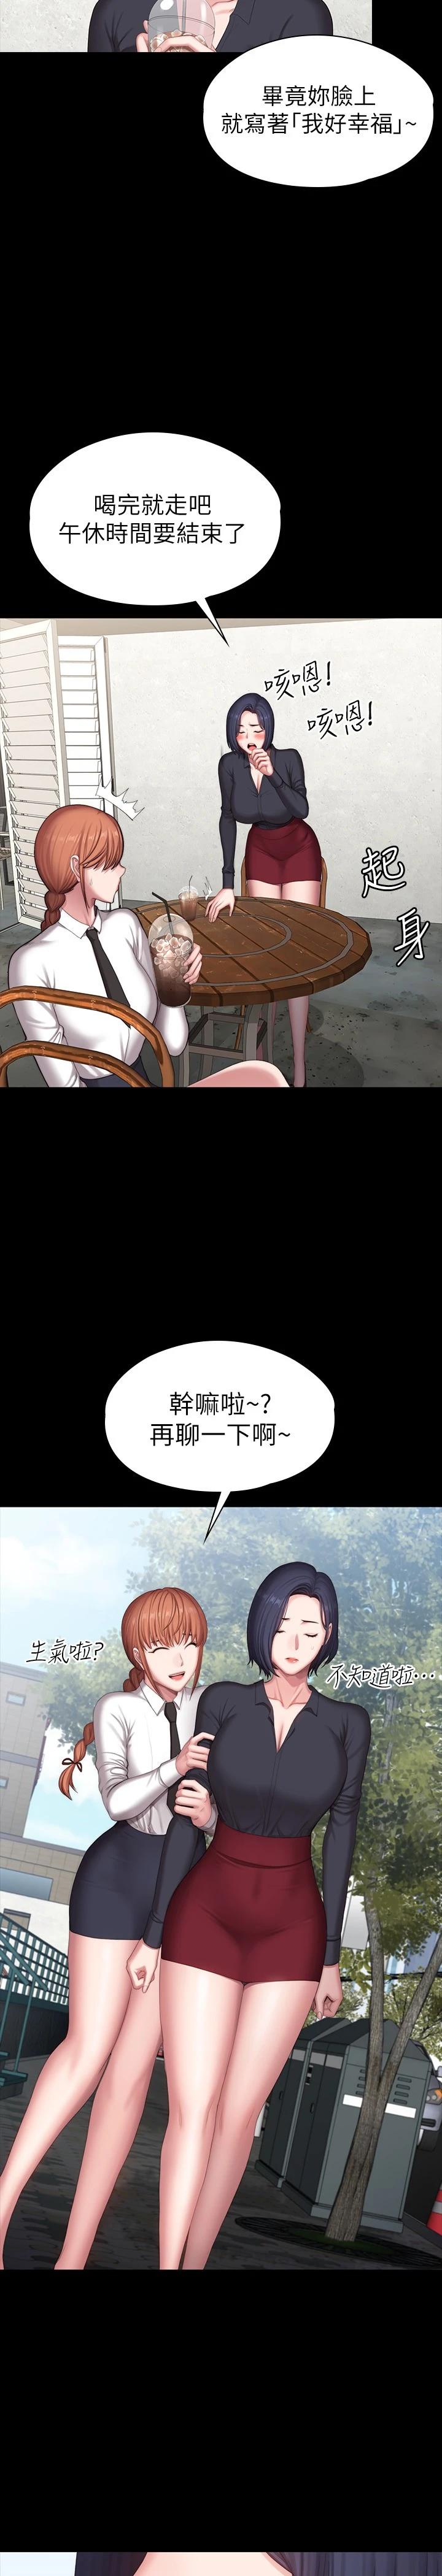 畢竟妳臉上
就寫著「我好幸福」~
喝完就走吧
午休時間要結束了
咳嗯!
咳嗯!
起
身
幹嘛啦~?
再聊一下啊~
生氣啦?
不知道啦…